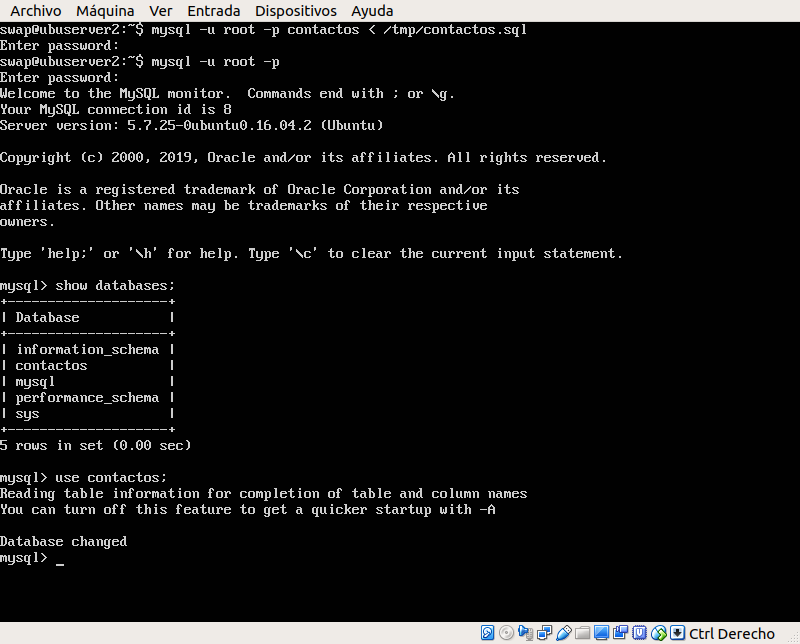 Archivo Máquina Ver Entrada Dispositivos Ayuda
swap@ubuserver2:~$ mysql -u root -p contactos < /tmp/contactos.sql
Enter password:
swap@ubuserver2:~$ mysql -u root -p
Enter password:
Welcome to the MySQL monitor.  Commands end with ; or \g.
Your MySQL connection id is 8
Server version: 5.7.25-0ubuntu0.16.04.2 (Ubuntu)
Copyright (c) 2000, 2019, Oracle and/or its affiliates. All rights reserved.
Oracle is a registered trademark of Oracle Corporation and/or its
affiliates. Other names may be trademarks of their respective
owners.
Type 'help;' or '\h' for help. Type '\c' to clear the current input statement.
mysql> show databases;
+--------------------+
| Database           |
+--------------------+
| information_schema |
| contactos          |
| mysql              |
| performance_schema |
| sys                |
+--------------------+
5 rows in set (0.00 sec)
mysql> use contactos;
Reading table information for completion of table and column names
You can turn off this feature to get a quicker startup with -A
Database changed
mysql> _
Ctrl Derecho